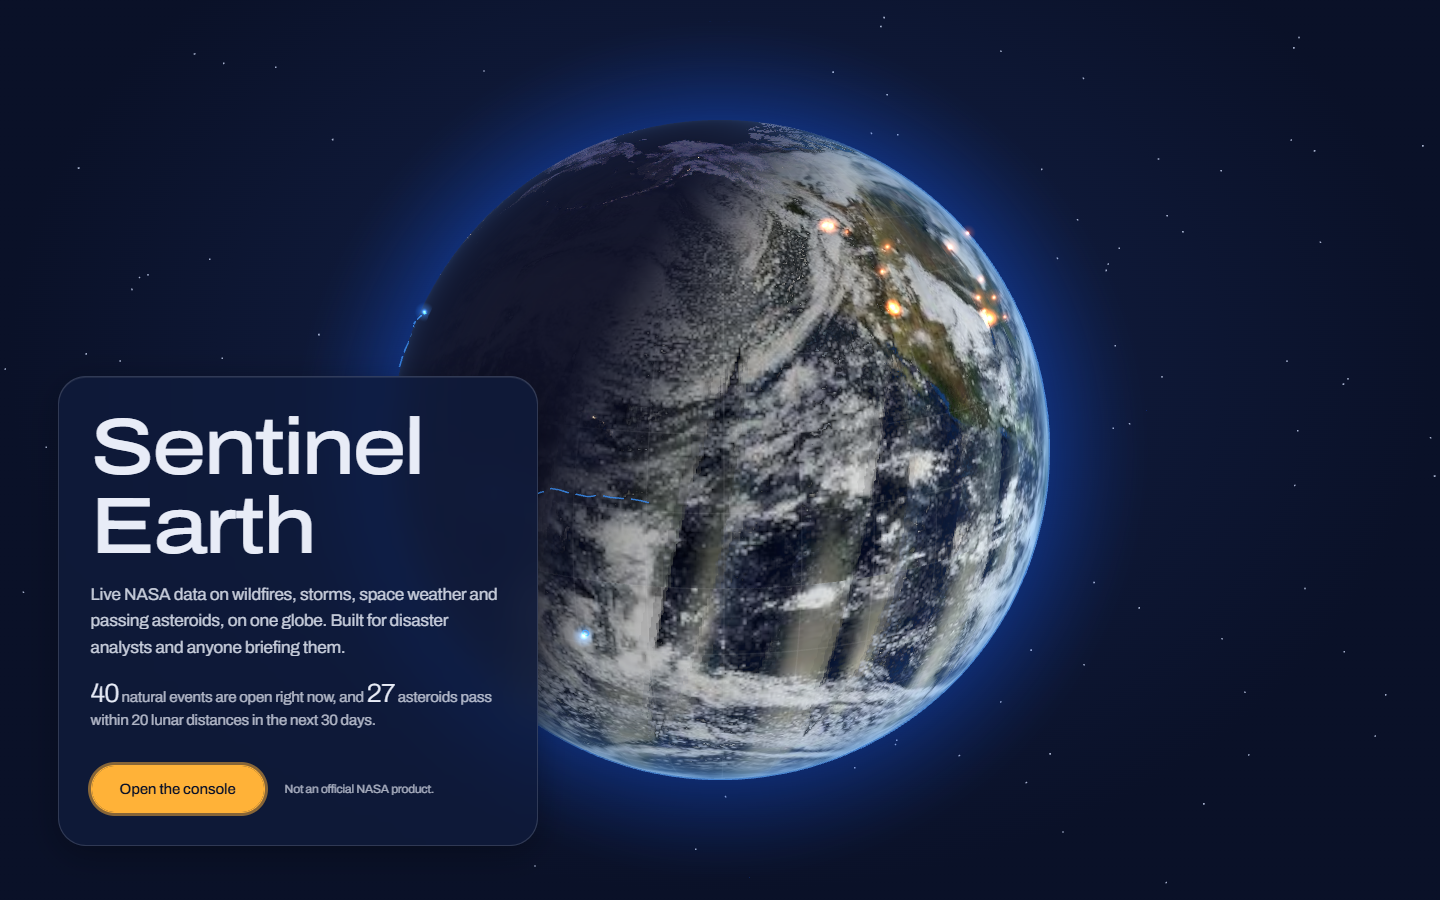 Sentinel
Earth
Live NASA data on wildfires, storms, space weather and
passing asteroids, on one globe. Built for disaster
analysts and anyone briefing them.
40 natural events are open right now, and 27 asteroids pass
within 20 lunar distances in the next 30 days.
Open the console
Not an official NASA product.